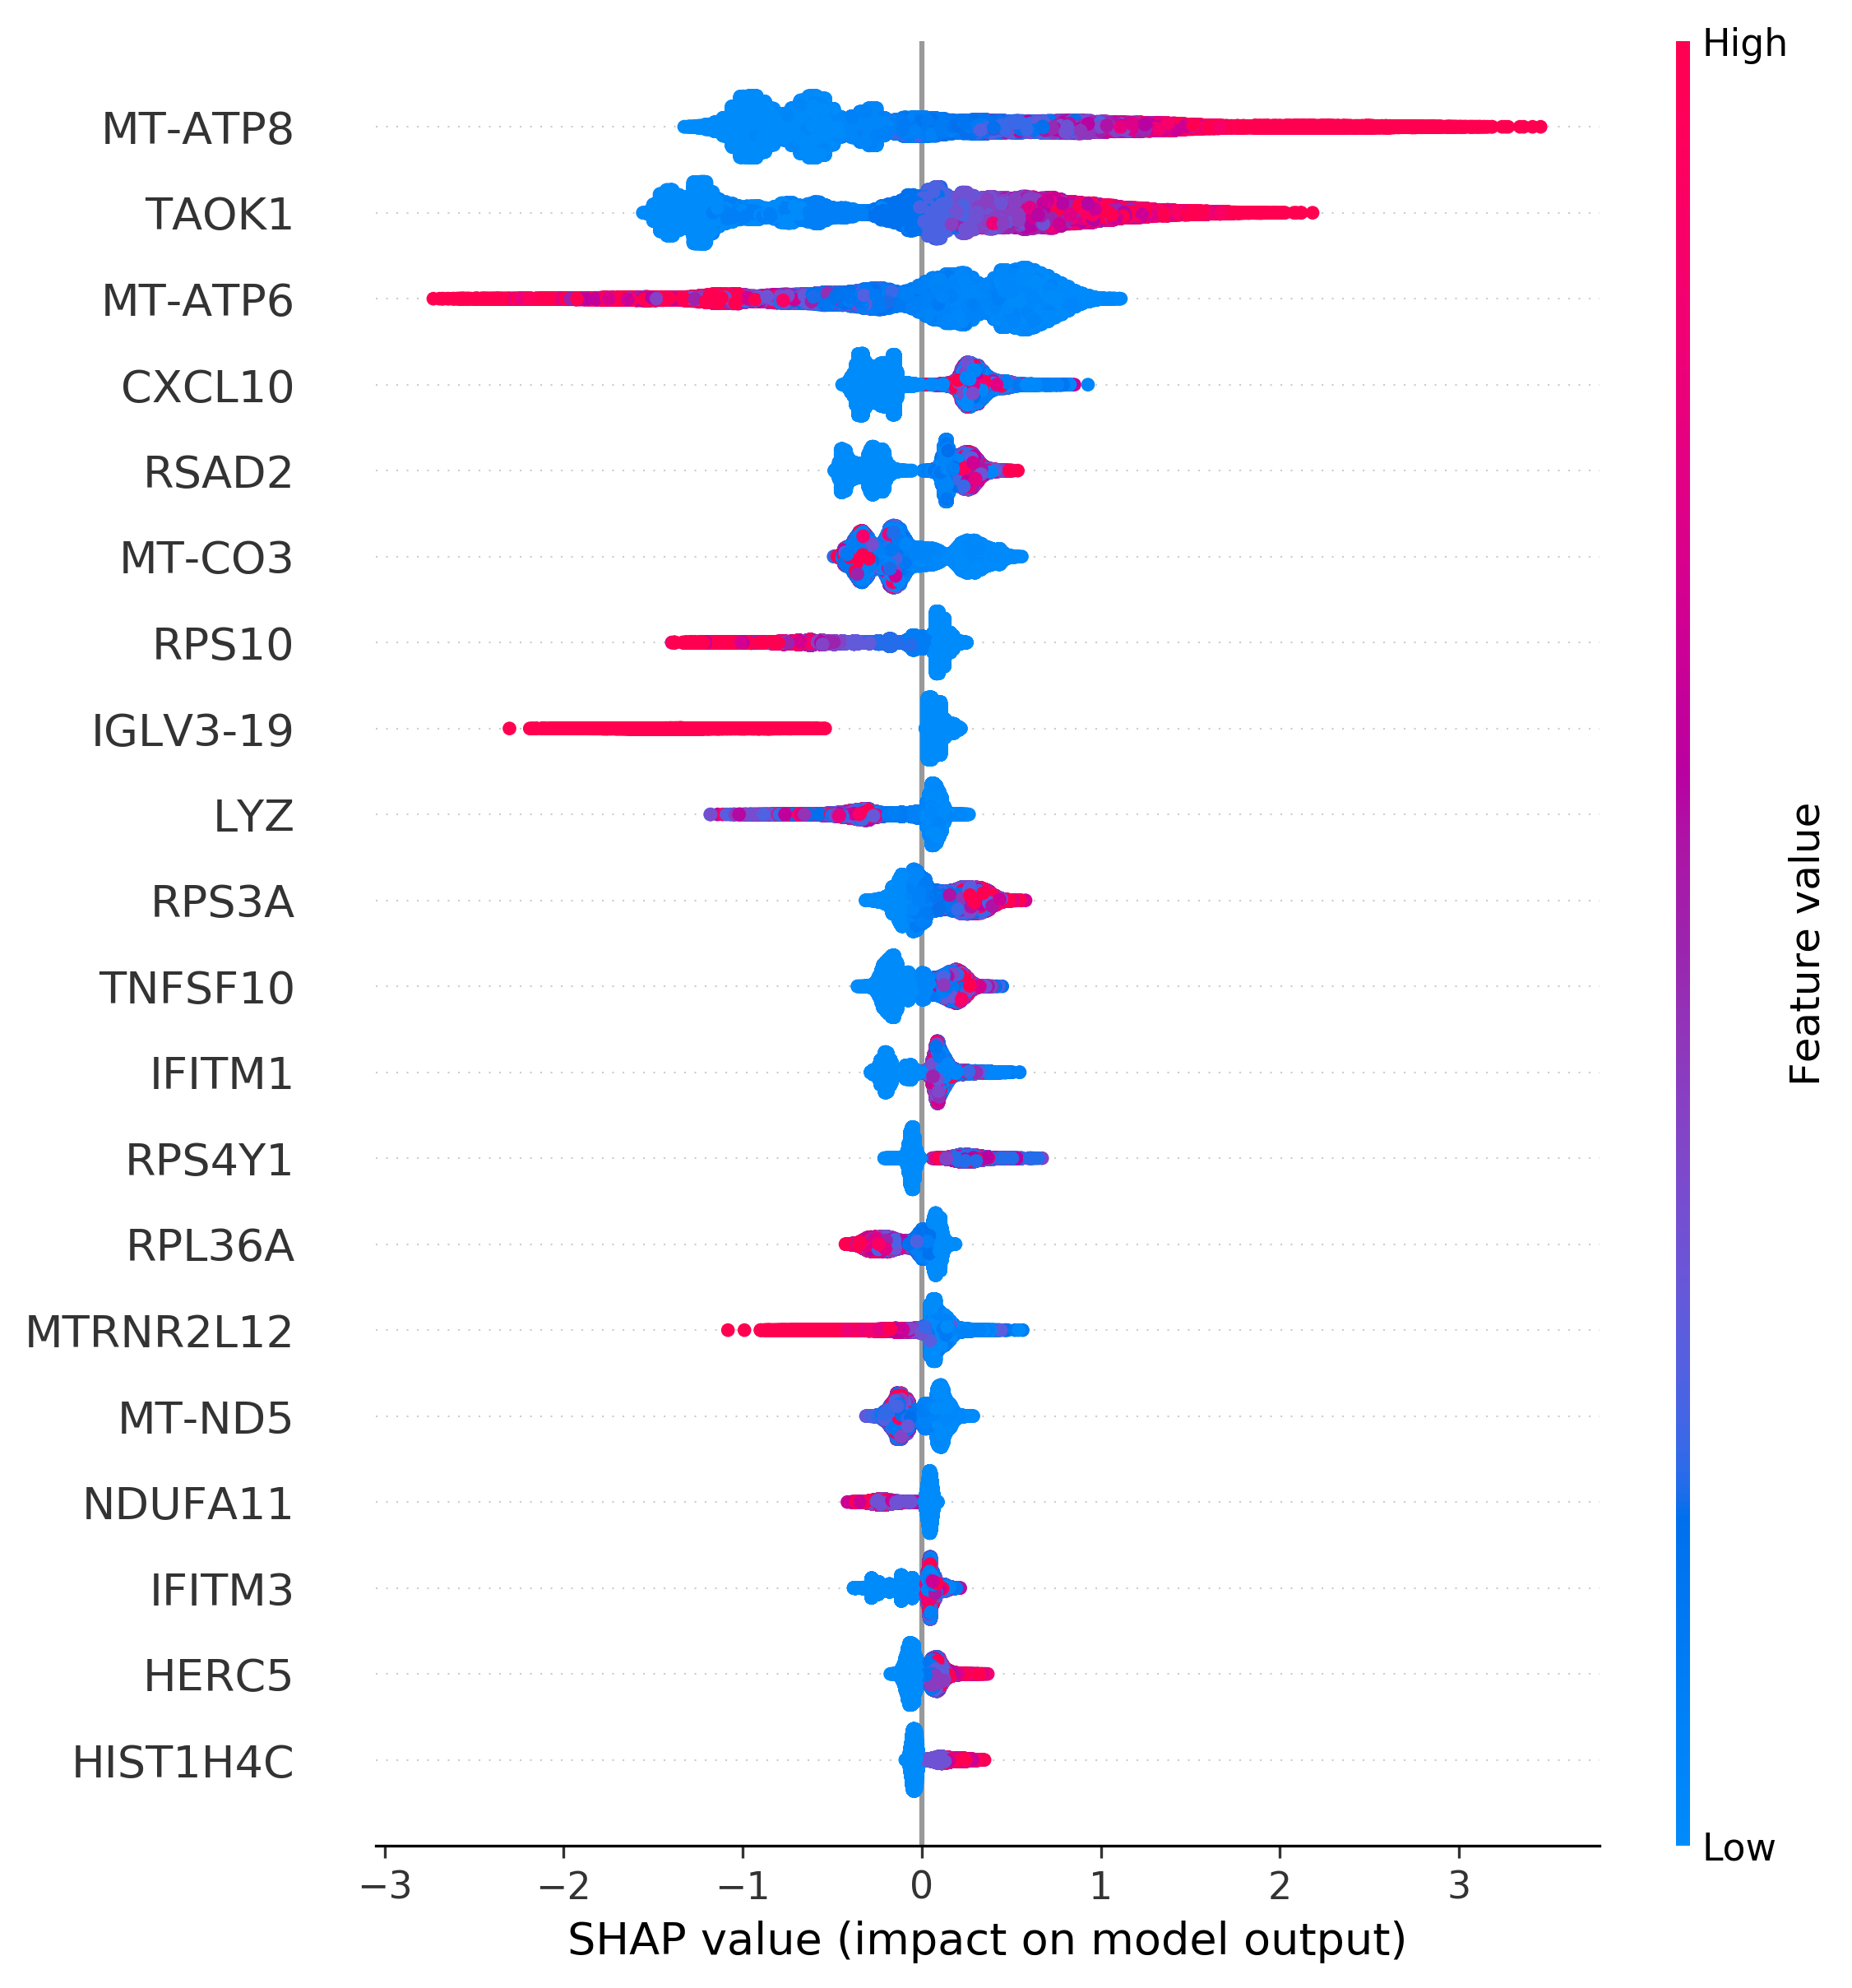 High
MT-ATP8
TAOK1
MT-ATP6
CXCL10
RSAD2
MT-CO3
RPS10
IGLV3-19
LYZ
RPS3A
TNFSF10
IFITM1
RPS4Y1
RPL36A
MTRNR2L12
MT-ND5
NDUFA11
IFITM3
HERC5
HIST1H4C
Feature value
Low
−3 −2 −1 0 1 2 3
SHAP value (impact on model output)